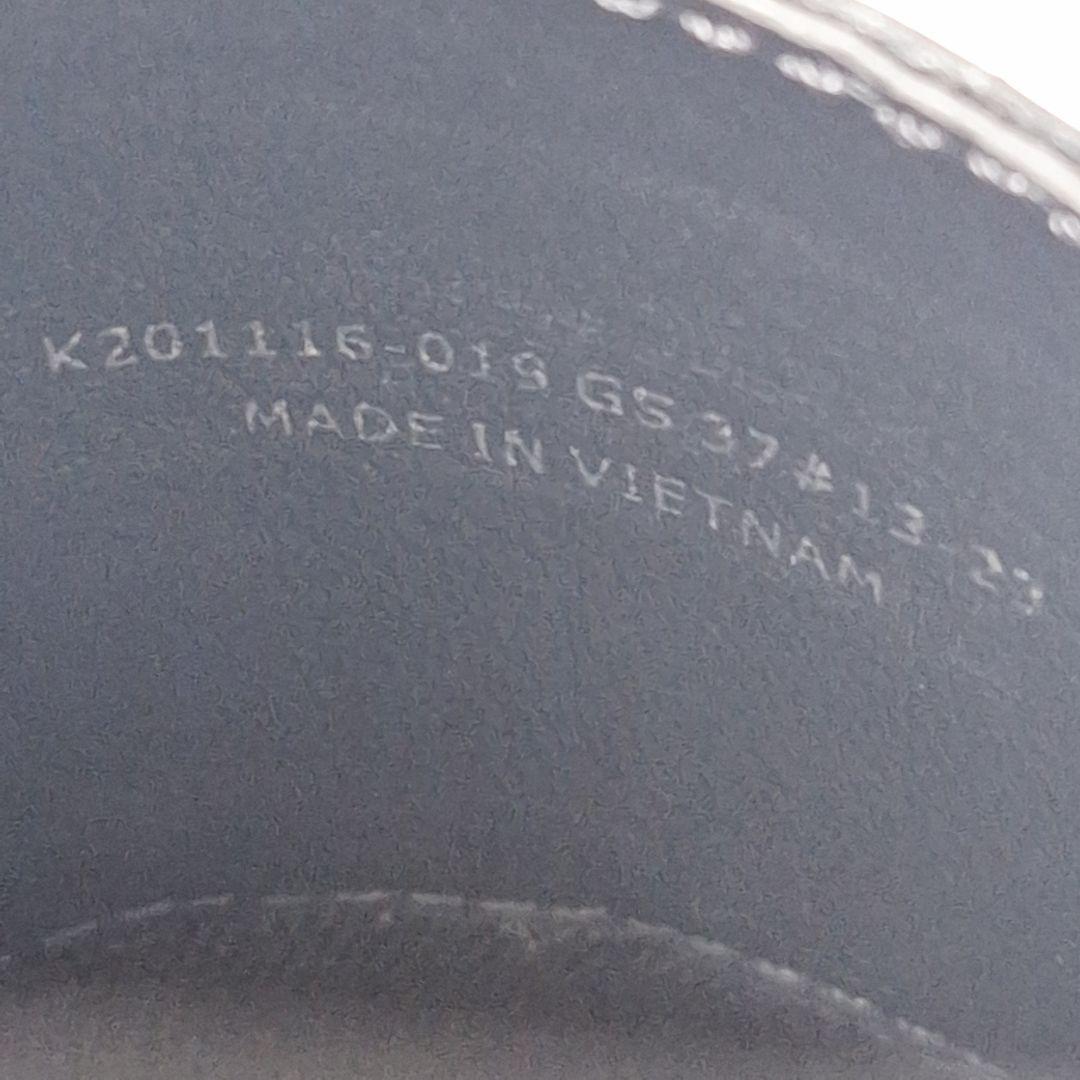 K201116-019 GS 37 # 13-23
MADE IN VIETNAM